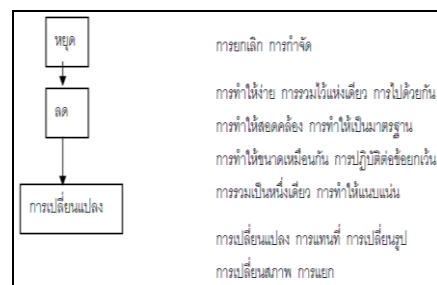 หยุด
การยกเลิก การกำจัด
ลด
การทำให้ง่าย การรวมไว้แห่งเดียว การไปด้วยกัน
การทำให้สอดคล้อง การทำให้เป็นมาตรฐาน
การทำให้ขนาดเหมือนกัน การปฏิบัติต่อข้อยกเว้น
การรวมเป็นหนึ่งเดียว การทำให้แนบแน่น
การเปลี่ยนแปลง
การเปลี่ยนแปลง การแทนที่ การเปลี่ยนรูป
การเปลี่ยนสภาพ การแยก